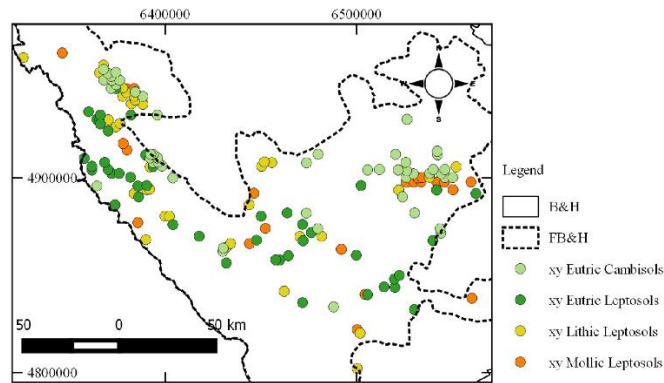 6400000 6500000
N
W E
S
4900000
4800000
50 0 50 km
Legend
B&H
FB&H
xy Eutric Cambisols
xy Eutric Leptosols
xy Lithic Leptosols
xy Mollic Leptosols